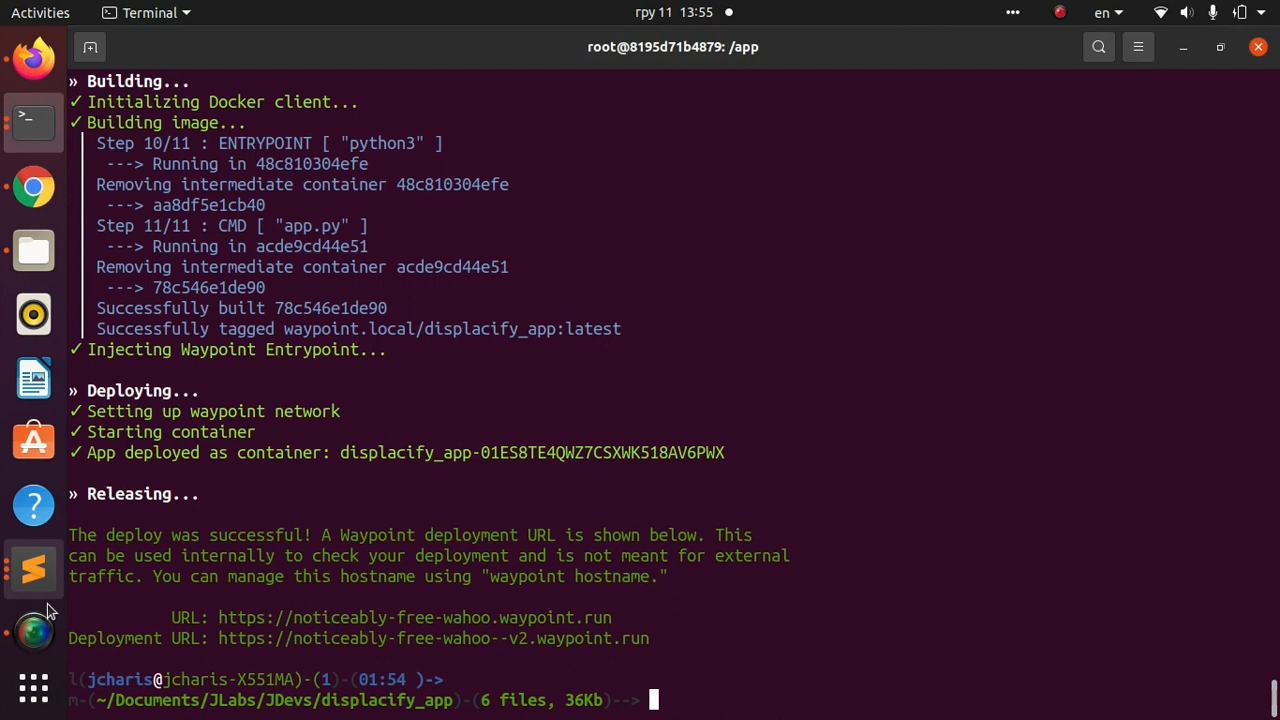 Activities
Terminal
гру 11 13:55
en
root@8195d71b4879: /app
» Building...
✓ Initializing Docker client...
✓ Building image...
Step 10/11 : ENTRYPOINT [ "python3" ]
---> Running in 48c810304efe
Removing intermediate container 48c810304efe
---> aa8df5e1cb40
Step 11/11 : CMD [ "app.py" ]
---> Running in acde9cd44e51
Removing intermediate container acde9cd44e51
---> 78c546e1de90
Successfully built 78c546e1de90
Successfully tagged waypoint.local/displacify_app:latest
✓ Injecting Waypoint Entrypoint...
» Deploying...
✓ Setting up waypoint network
✓ Starting container
✓ App deployed as container: displacify_app-01ES8TE4QWZ7CSXWK518AV6PWX
» Releasing...
The deploy was successful! A Waypoint deployment URL is shown below. This
can be used internally to check your deployment and is not meant for external
traffic. You can manage this hostname using "waypoint hostname."
URL: https://noticeably-free-wahoo.waypoint.run
Deployment URL: https://noticeably-free-wahoo--v2.waypoint.run
l(jcharis@jcharis-X551MA)-(1)-(01:54 )->
m-(~/Documents/JLabs/JDevs/displacify_app)-(6 files, 36Kb)-->